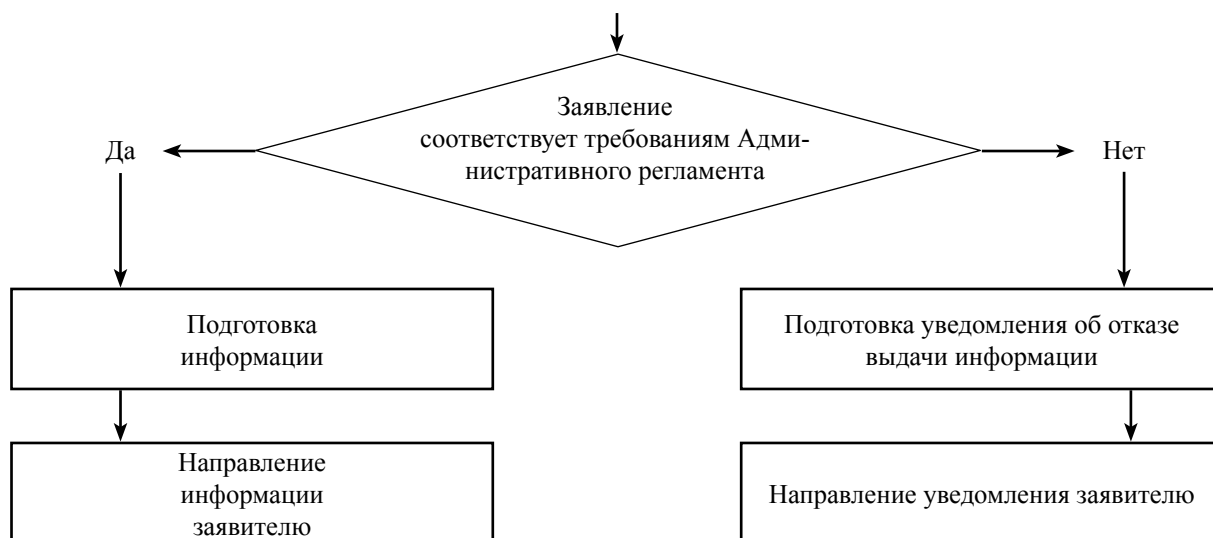 Заявление
соответствует требованиям Адми-
нистративного регламента
Да
Нет
Подготовка
информации
Подготовка уведомления об отказе
выдачи информации
Направление
информации
заявителю
Направление уведомления заявителю